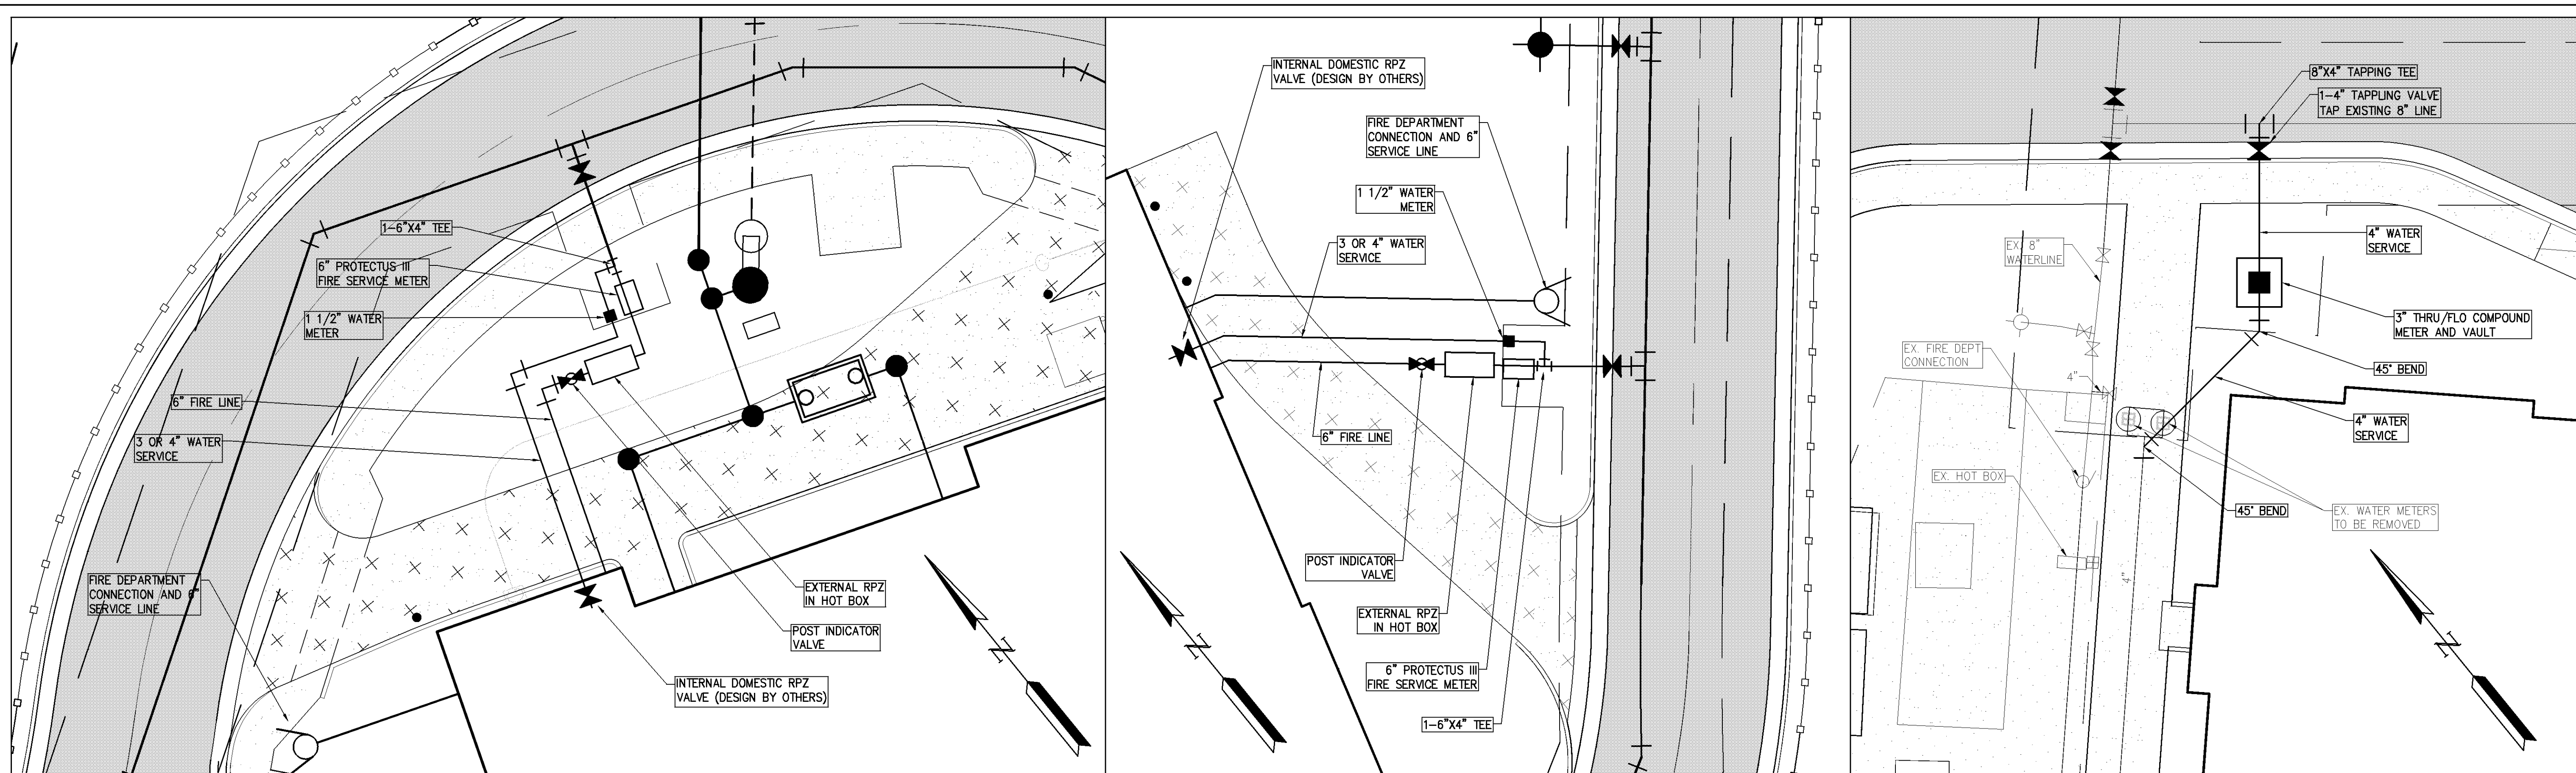 1-6"X4" TEE
6" PROTECTUS III
FIRE SERVICE METER
1 1/2" WATER
METER
6" FIRE LINE
3 OR 4" WATER
SERVICE
FIRE DEPARTMENT
CONNECTION AND 6"
SERVICE LINE
EXTERNAL RPZ
IN HOT BOX
POST INDICATOR
VALVE
INTERNAL DOMESTIC RPZ
VALVE (DESIGN BY OTHERS)
N
INTERNAL DOMESTIC RPZ
VALVE (DESIGN BY OTHERS)
FIRE DEPARTMENT
CONNECTION AND 6"
SERVICE LINE
1 1/2" WATER
METER
3 OR 4" WATER
SERVICE
6" FIRE LINE
POST INDICATOR
VALVE
EXTERNAL RPZ
IN HOT BOX
6" PROTECTUS III
FIRE SERVICE METER
1-6"X4" TEE
N
8"X4" TAPPING TEE
1-4" TAPPLING VALVE
TAP EXISTING 8" LINE
4" WATER
SERVICE
EX. 8"
WATERLINE
3" THRU/FLO COMPOUND
METER AND VAULT
EX. FIRE DEPT
CONNECTION
45° BEND
4"
4" WATER
SERVICE
EX. HOT BOX
45° BEND
EX. WATER METERS
TO BE REMOVED
4"
N